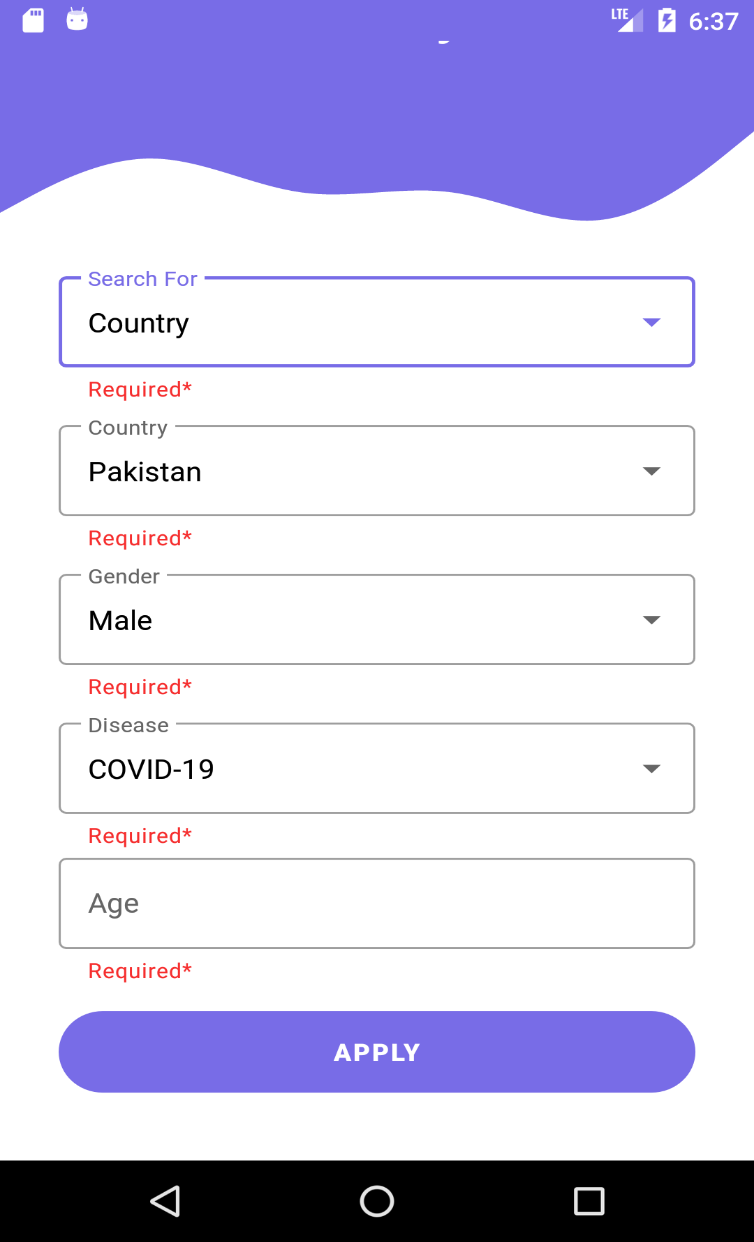 LTE 6:37
Search For
Country
Required*
Country
Pakistan
Required*
Gender
Male
Required*
Disease
COVID-19
Required*
Age
Required*
APPLY